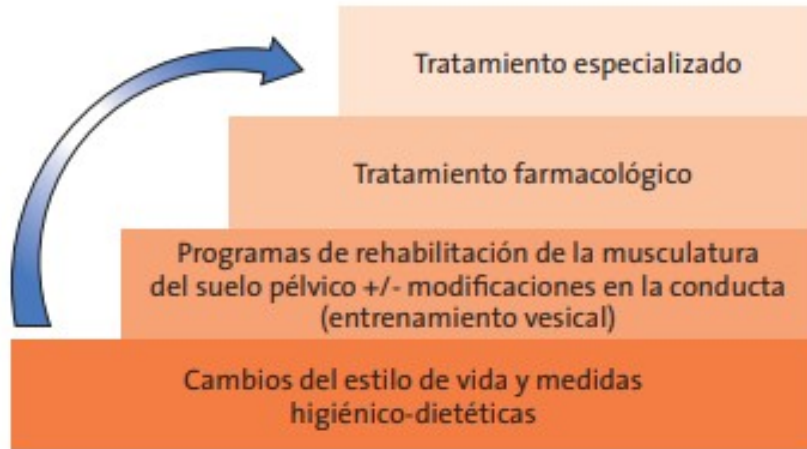 Tratamiento especializado
Tratamiento farmacológico
Programas de rehabilitación de la musculatura
del suelo pélvico +/- modificaciones en la conducta
(entrenamiento vesical)
Cambios del estilo de vida y medidas
higiénico-dietéticas